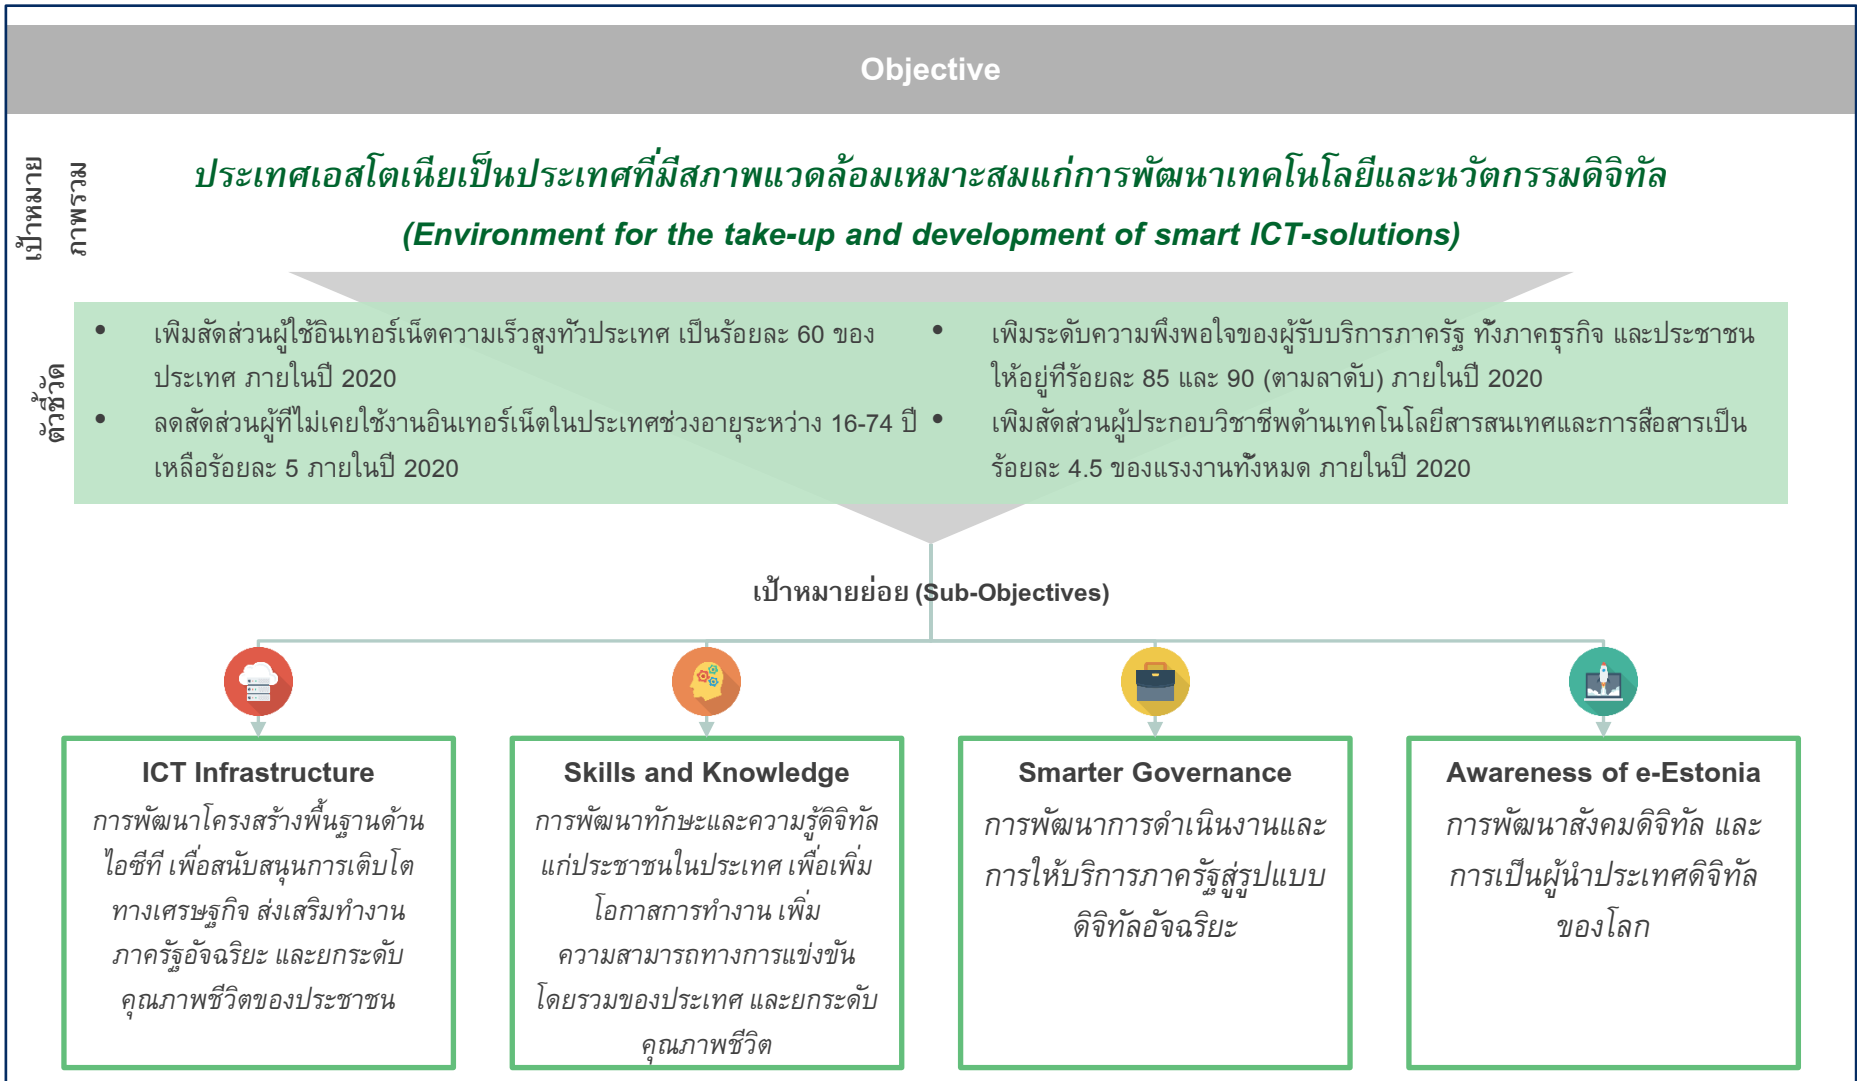 Objective
เป้าหมาย
ภาพรวม
ประเทศเอสโตเนียเป็นประเทศที่มีสภาพแวดล้อมเหมาะสมแก่การพัฒนาเทคโนโลยีและนวัตกรรมดิจิทัล
(Environment for the take-up and development of smart ICT-solutions)
ตัวชี้วัด
• เพิ่มสัดส่วนผู้ใช้อินเทอร์เน็ตความเร็วสูงทั่วประเทศ เป็นร้อยละ 60 ของ
ประเทศ ภายในปี 2020
• ลดสัดส่วนผู้ที่ไม่เคยใช้งานอินเทอร์เน็ตในประเทศช่วงอายุระหว่าง 16-74 ปี
เหลือร้อยละ 5 ภายในปี 2020
• เพิ่มระดับความพึงพอใจของผู้รับบริการภาครัฐ ทั้งภาคธุรกิจ และประชาชน
ให้อยู่ที่ร้อยละ 85 และ 90 (ตามลาดับ) ภายในปี 2020
• เพิ่มสัดส่วนผู้ประกอบวิชาชีพด้านเทคโนโลยีสารสนเทศและการสื่อสารเป็น
ร้อยละ 4.5 ของแรงงานทั้งหมด ภายในปี 2020
เป้าหมายย่อย (Sub-Objectives)
ICT Infrastructure
การพัฒนาโครงสร้างพื้นฐานด้าน
ไอซีที เพื่อสนับสนุนการเติบโต
ทางเศรษฐกิจ ส่งเสริมทำงาน
ภาครัฐอัจฉริยะ และยกระดับ
คุณภาพชีวิตของประชาชน
Skills and Knowledge
การพัฒนาทักษะและความรู้ดิจิทัล
แก่ประชาชนในประเทศ เพื่อเพิ่ม
โอกาสการทำงาน เพิ่ม
ความสามารถทางการแข่งขัน
โดยรวมของประเทศ และยกระดับ
คุณภาพชีวิต
Smarter Governance
การพัฒนาการดำเนินงานและ
การให้บริการภาครัฐสู่รูปแบบ
ดิจิทัลอัจฉริยะ
Awareness of e-Estonia
การพัฒนาสังคมดิจิทัล และ
การเป็นผู้นำประเทศดิจิทัล
ของโลก